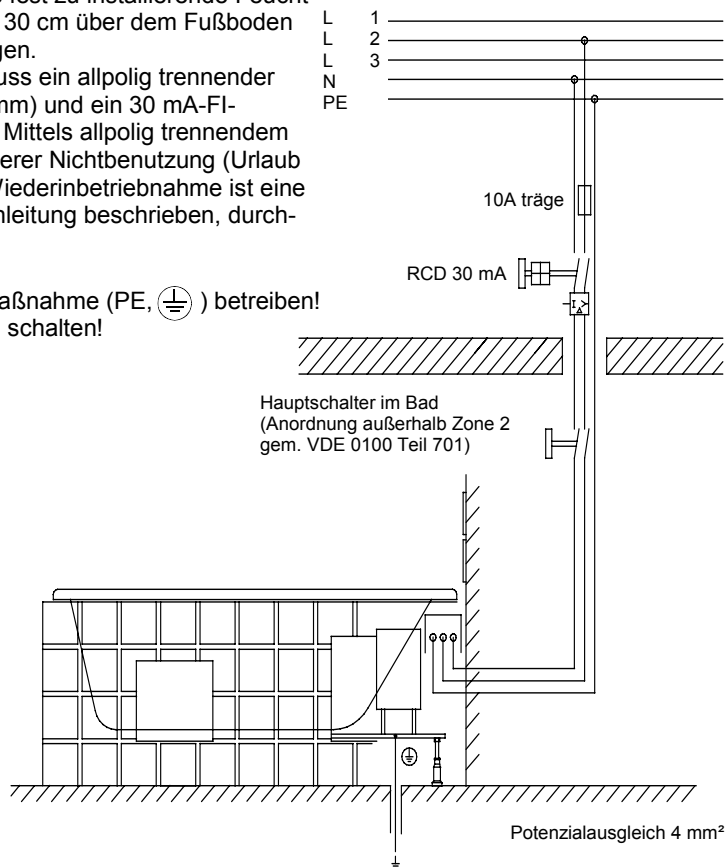 fest zu installierende Feucht
30 cm über dem Fußboden
gen.
uss ein allpolig trennender
mm) und ein 30 mA-FI-
Mittels allpolig trennendem
erer Nichtbenutzung (Urlaub
Wiederinbetriebnahme ist eine
nleitung beschrieben, durch-
aßnahme (PE, ⏚ ) betreiben!
schalten!
L 1
L 2
L 3
N
PE
10A träge
RCD 30 mA
I >
Hauptschalter im Bad
(Anordnung außerhalb Zone 2
gem. VDE 0100 Teil 701)
Potenzialausgleich 4 mm²